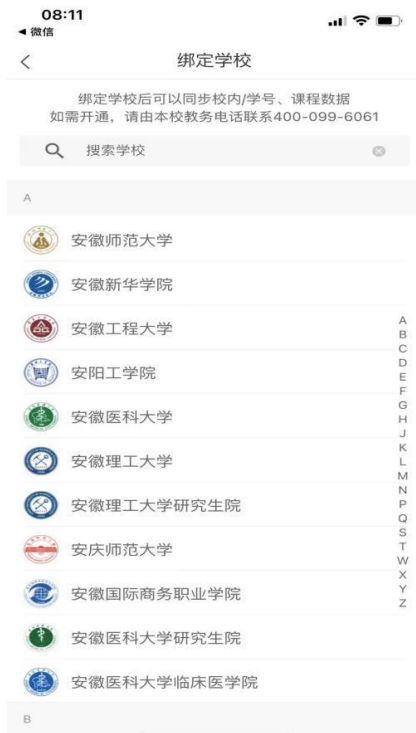 08:11
◀ 微信
绑定学校
绑定学校后可以同步校内/学号、课程数据
如需开通，请由本校教务电话联系400-099-6061
搜索学校
A
安徽师范大学
安徽新华学院
安徽工程大学
安阳工学院
安徽医科大学
安徽理工大学
安徽理工大学研究生院
安庆师范大学
安徽国际商务职业学院
安徽医科大学研究生院
安徽医科大学临床医学院
B
A
B
C
D
E
F
G
H
J
K
L
M
N
P
Q
S
T
W
X
Y
Z